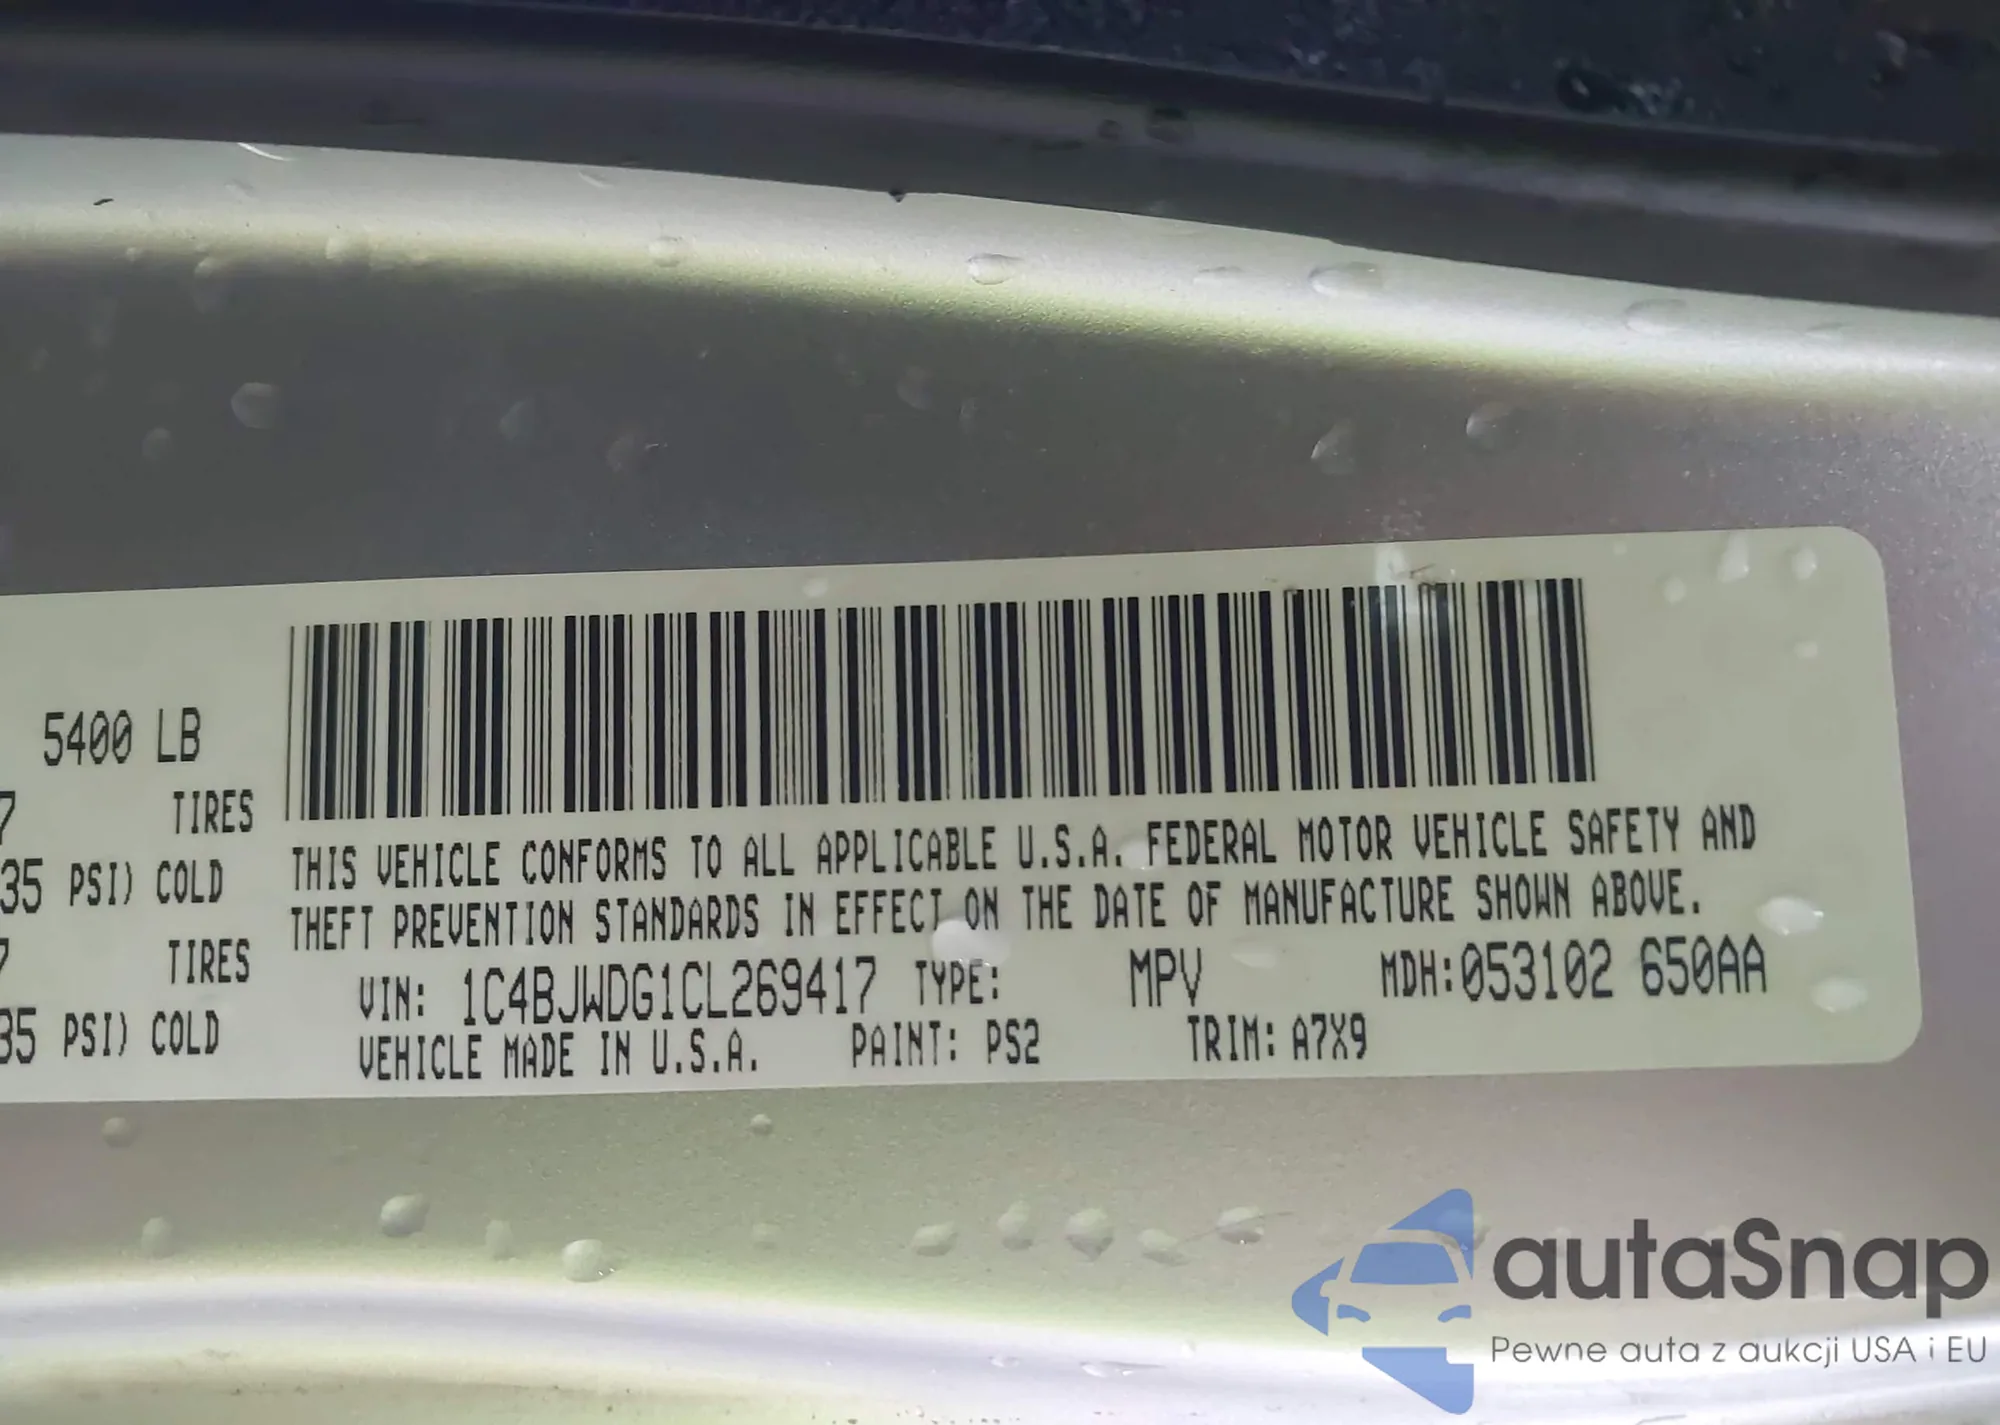 5400 LB
7 TIRES
35 PSI) COLD
7 TIRES
35 PSI) COLD
THIS VEHICLE CONFORMS TO ALL APPLICABLE U.S.A. FEDERAL MOTOR VEHICLE SAFETY AND
THEFT PREVENTION STANDARDS IN EFFECT ON THE DATE OF MANUFACTURE SHOWN ABOVE.
VIN: 1C4BJWDG1CL269417 TYPE: MPV MDH:053102 650AA
VEHICLE MADE IN U.S.A. PAINT: PS2 TRIM: A7X9
autaSnap
Pewne auta z aukcji USA i EU